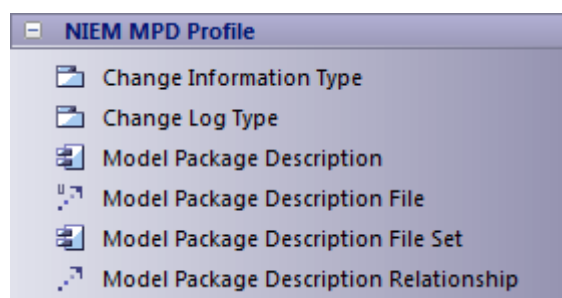 NIEM MPD Profile
Change Information Type
Change Log Type
Model Package Description
Model Package Description File
Model Package Description File Set
Model Package Description Relationship